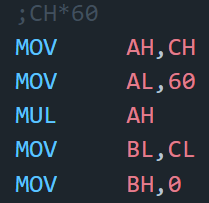 ;CH*60
MOV AH,CH
MOV AL,60
MUL AH
MOV BL,CL
MOV BH,0